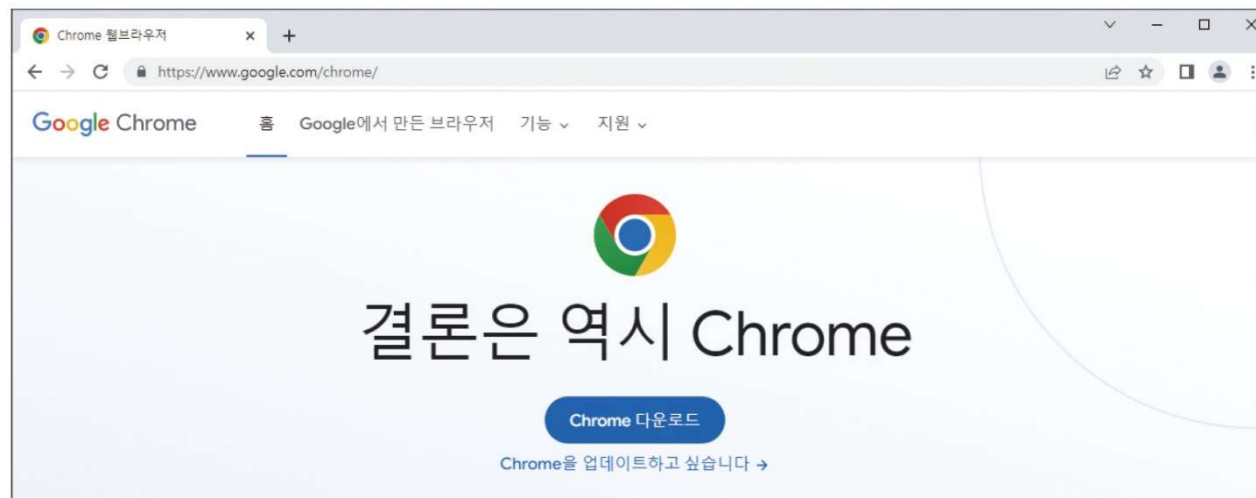 Chrome 웹브라우저
https://www.google.com/chrome/
Google Chrome 홈 Google에서 만든 브라우저 기능 지원
결론은 역시 Chrome
Chrome 다운로드
Chrome을 업데이트하고 싶습니다 →